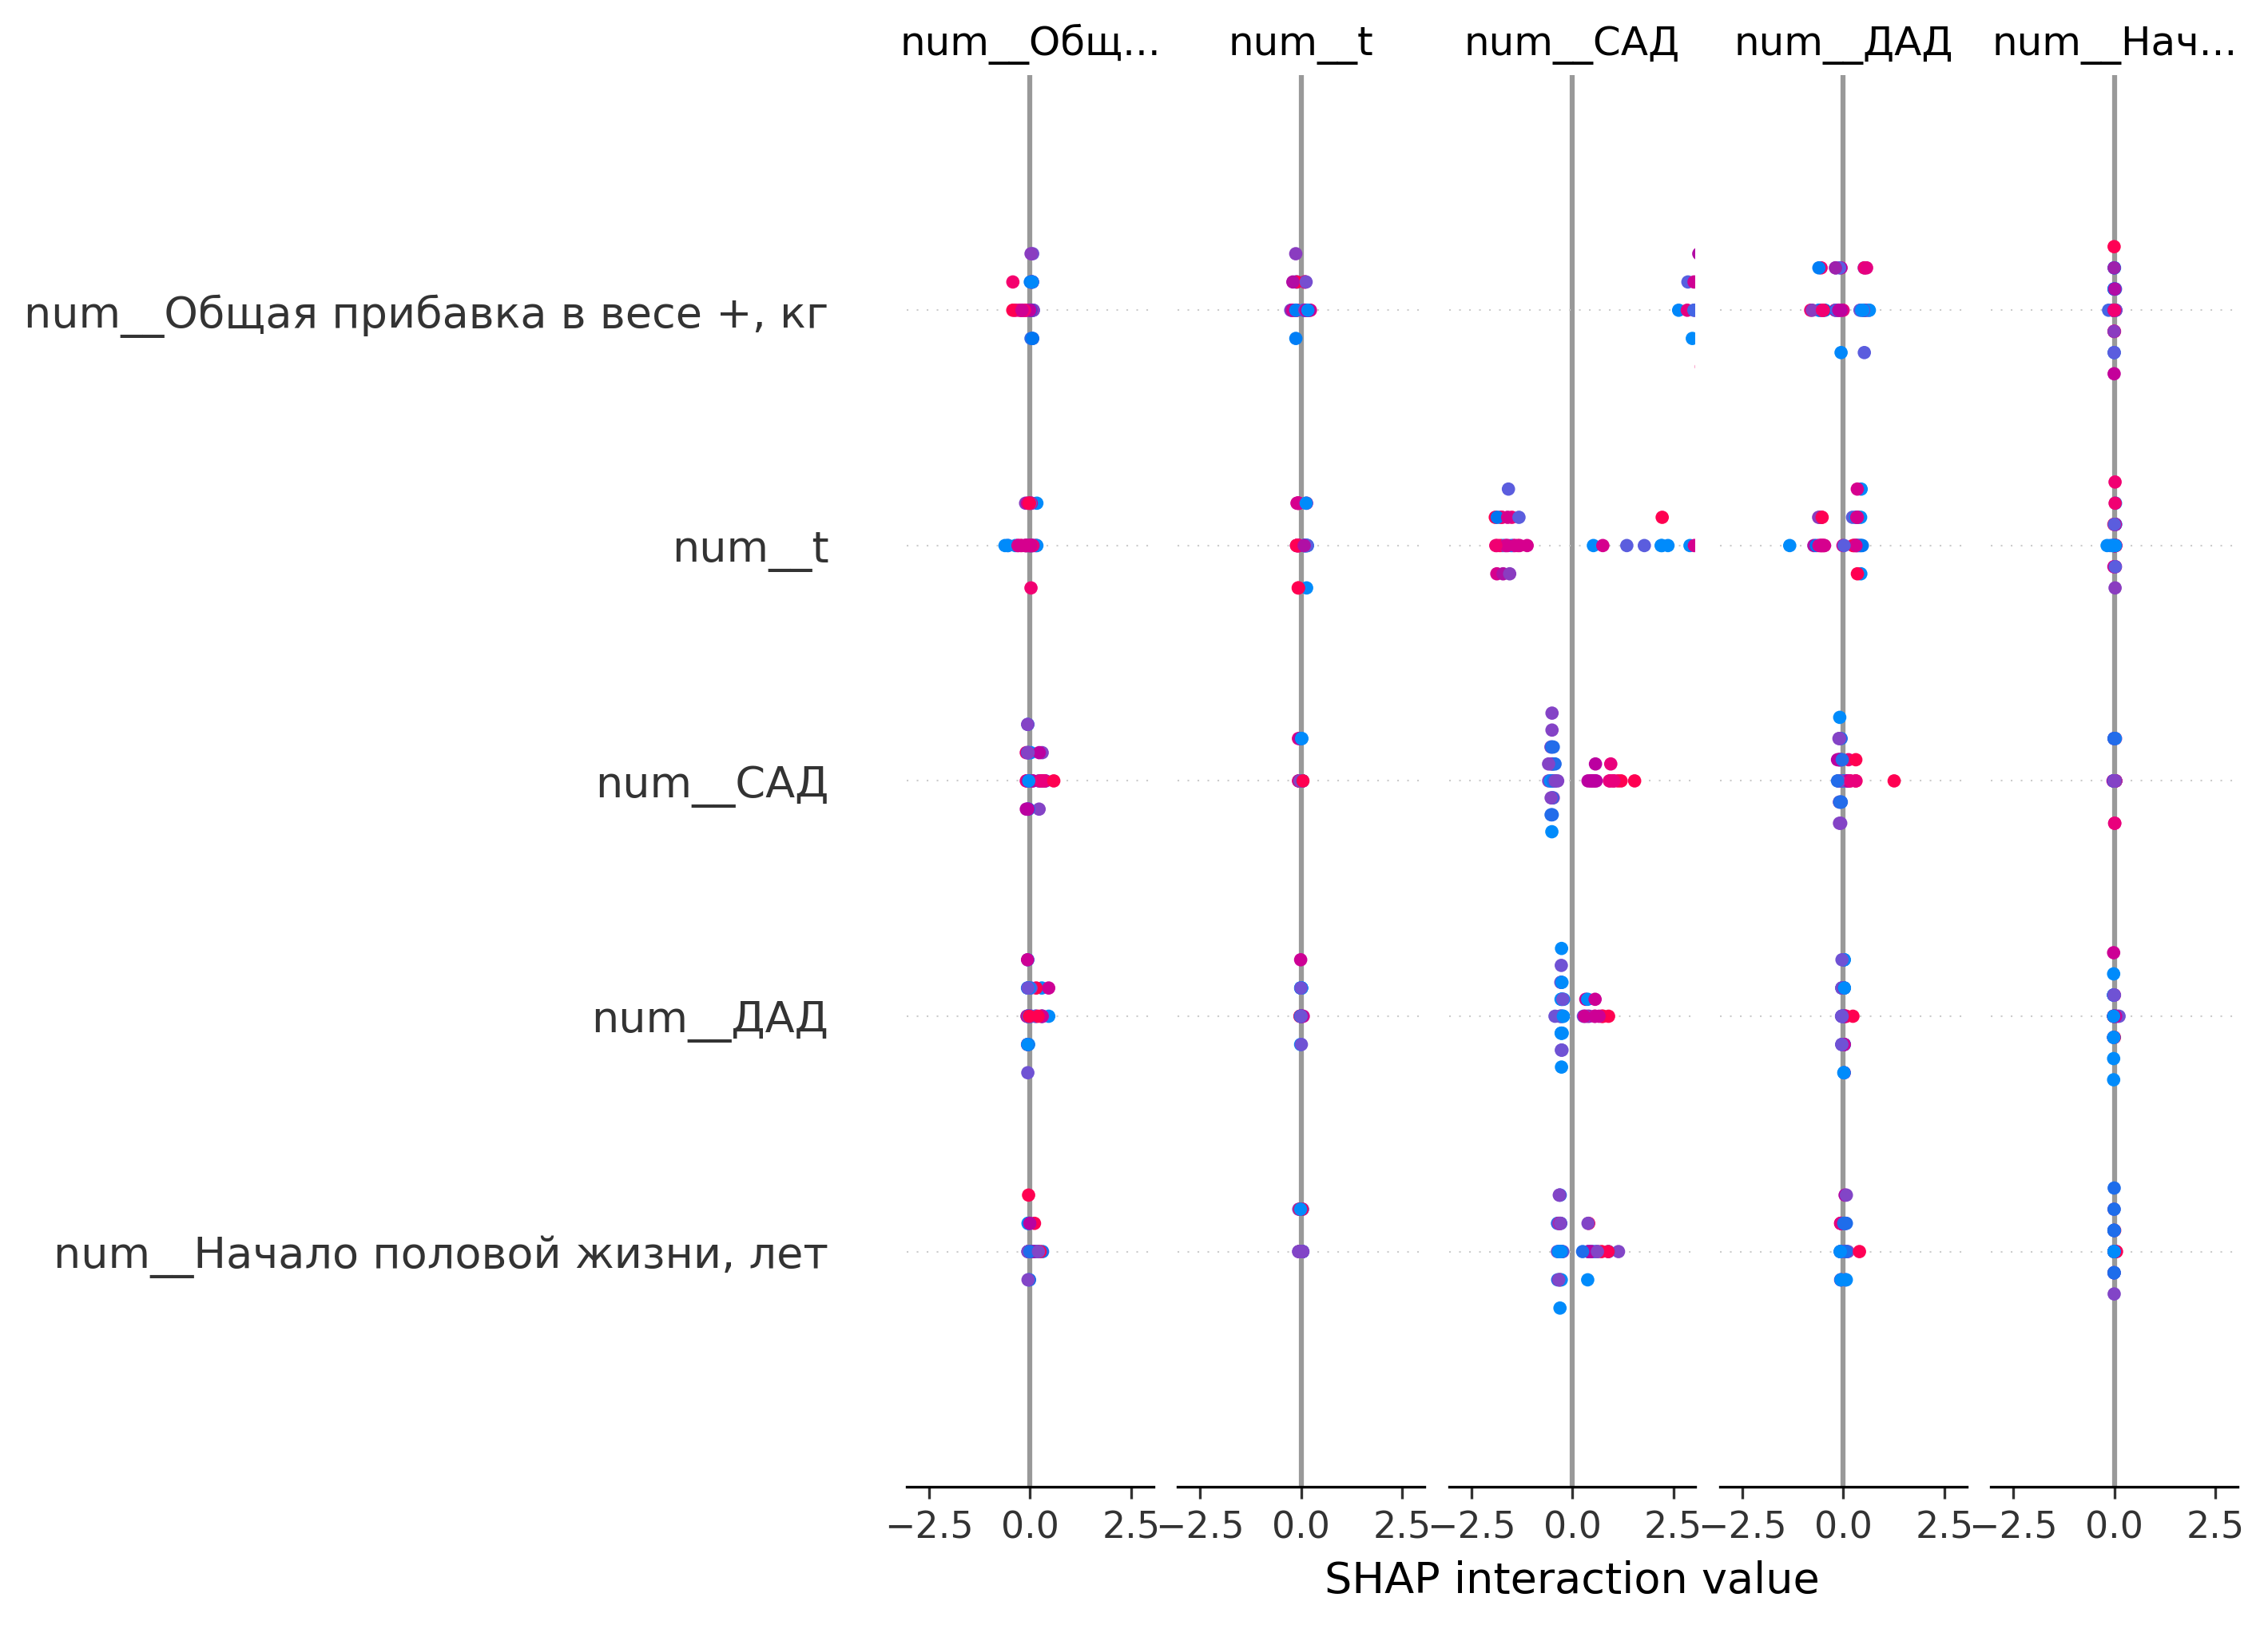 num__Общ... num__t num__САД num__ДАД num__Нач...
num__Общая прибавка в весе +, кг
num__t
num__САД
num__ДАД
num__Начало половой жизни, лет
−2.5 0.0 2.5 −2.5 0.0 2.5 −2.5 0.0 2.5 −2.5 0.0 2.5 −2.5 0.0 2.5
SHAP interaction value